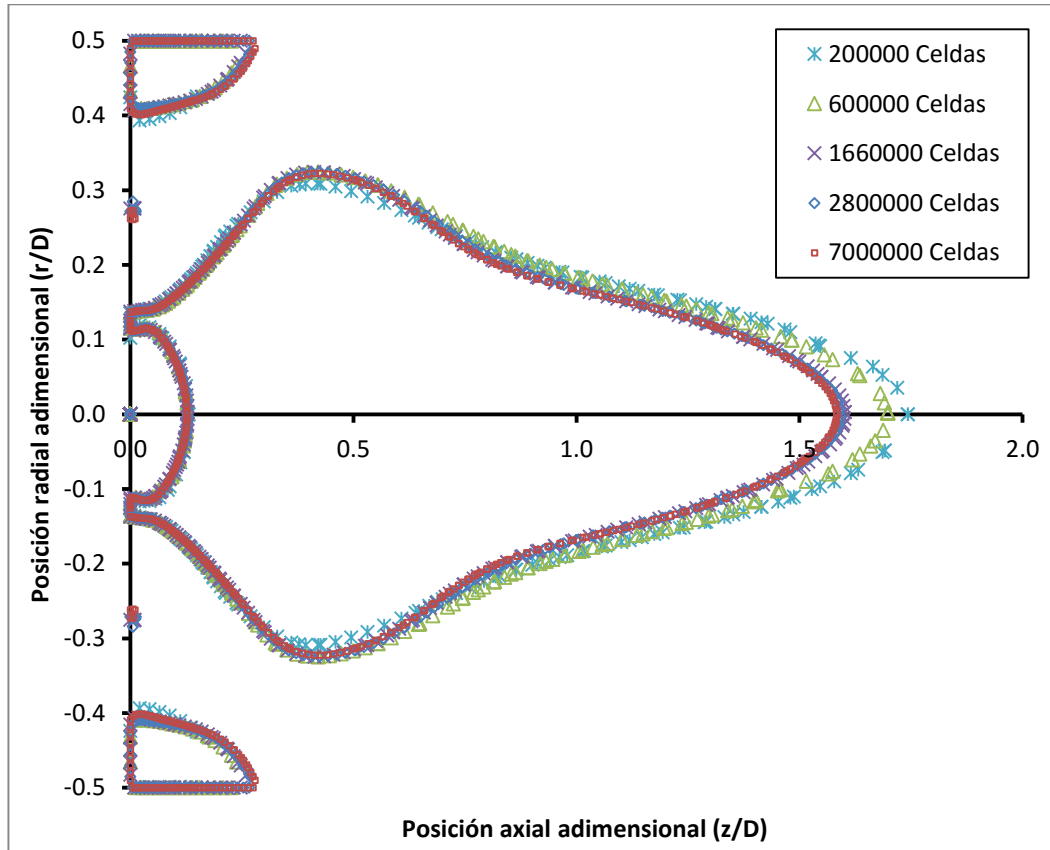 0.5
0.4
0.3
0.2
0.1
0.0
-0.1
-0.2
-0.3
-0.4
-0.5
0.0
0.5
1.0
1.5
2.0
Posición radial adimensional (r/D)
Posición axial adimensional (z/D)
200000 Celdas
600000 Celdas
1660000 Celdas
2800000 Celdas
7000000 Celdas